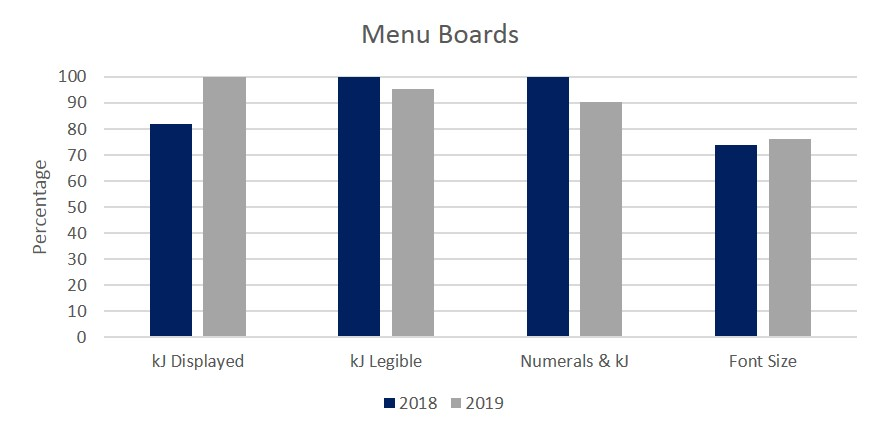 Menu Boards
Percentage
100
90
80
70
60
50
40
30
20
10
0
kJ Displayed
kJ Legible
Numerals & kJ
Font Size
2018
2019